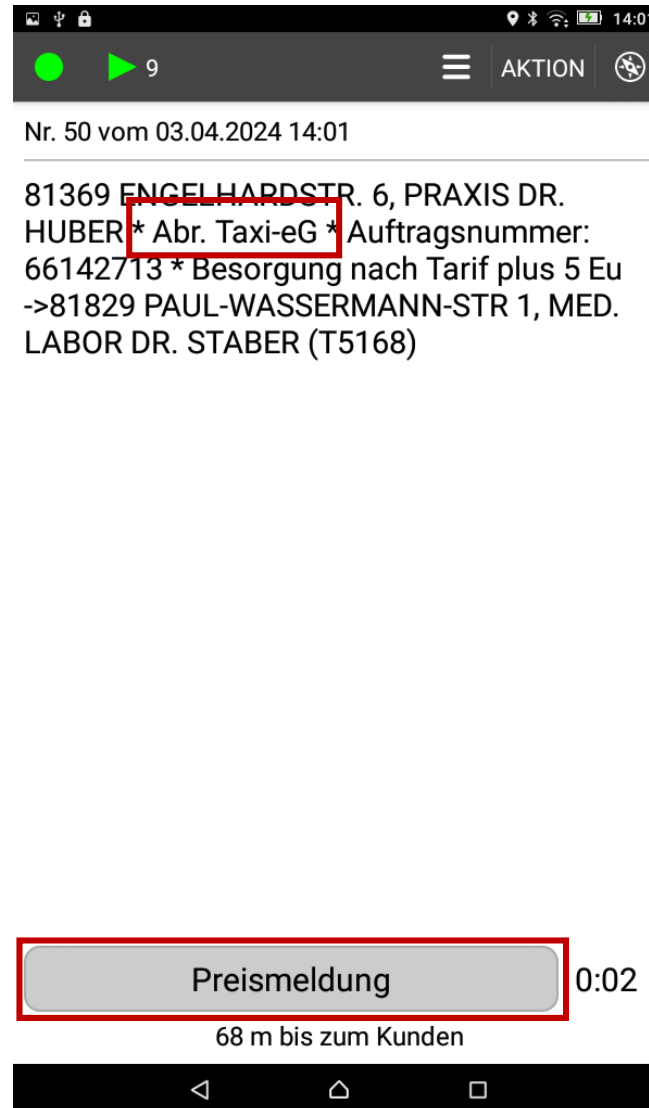 14:01
9
AKTION
Nr. 50 vom 03.04.2024 14:01
81369 ENGELHARDSTR. 6, PRAXIS DR.
HUBER * Abr. Taxi-eG * Auftragsnummer:
66142713 * Besorgung nach Tarif plus 5 Eu
->81829 PAUL-WASSERMANN-STR 1, MED.
LABOR DR. STABER (T5168)
Preismeldung 0:02
68 m bis zum Kunden